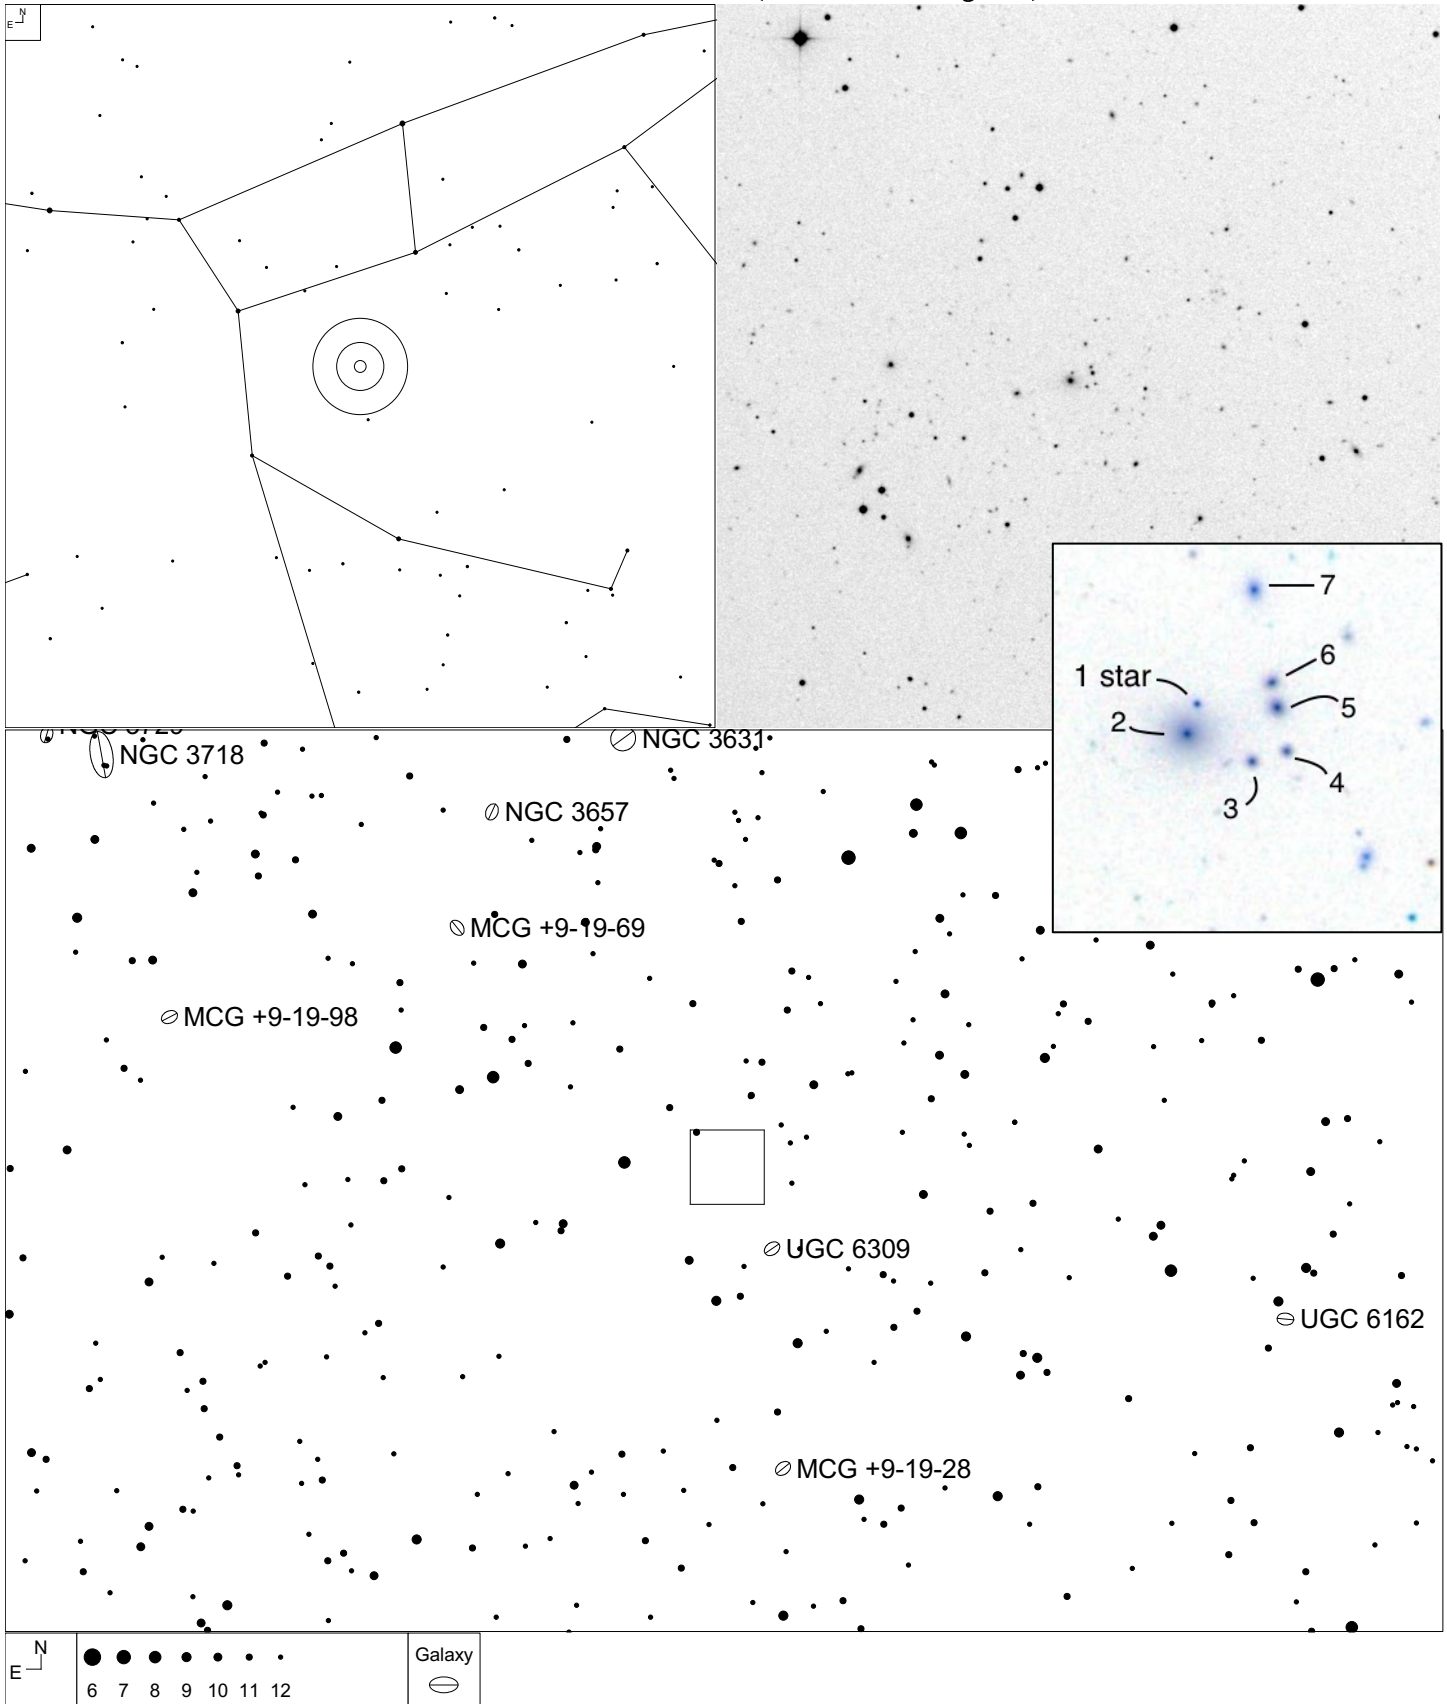 N
E
7
6
1 star
5
2
4
3
NGC 3718
NGC 3631
NGC 3657
MCG +9-19-69
MCG +9-19-98
UGC 6309
UGC 6162
MCG +9-19-28
N
E
6 7 8 9 10 11 12
Galaxy